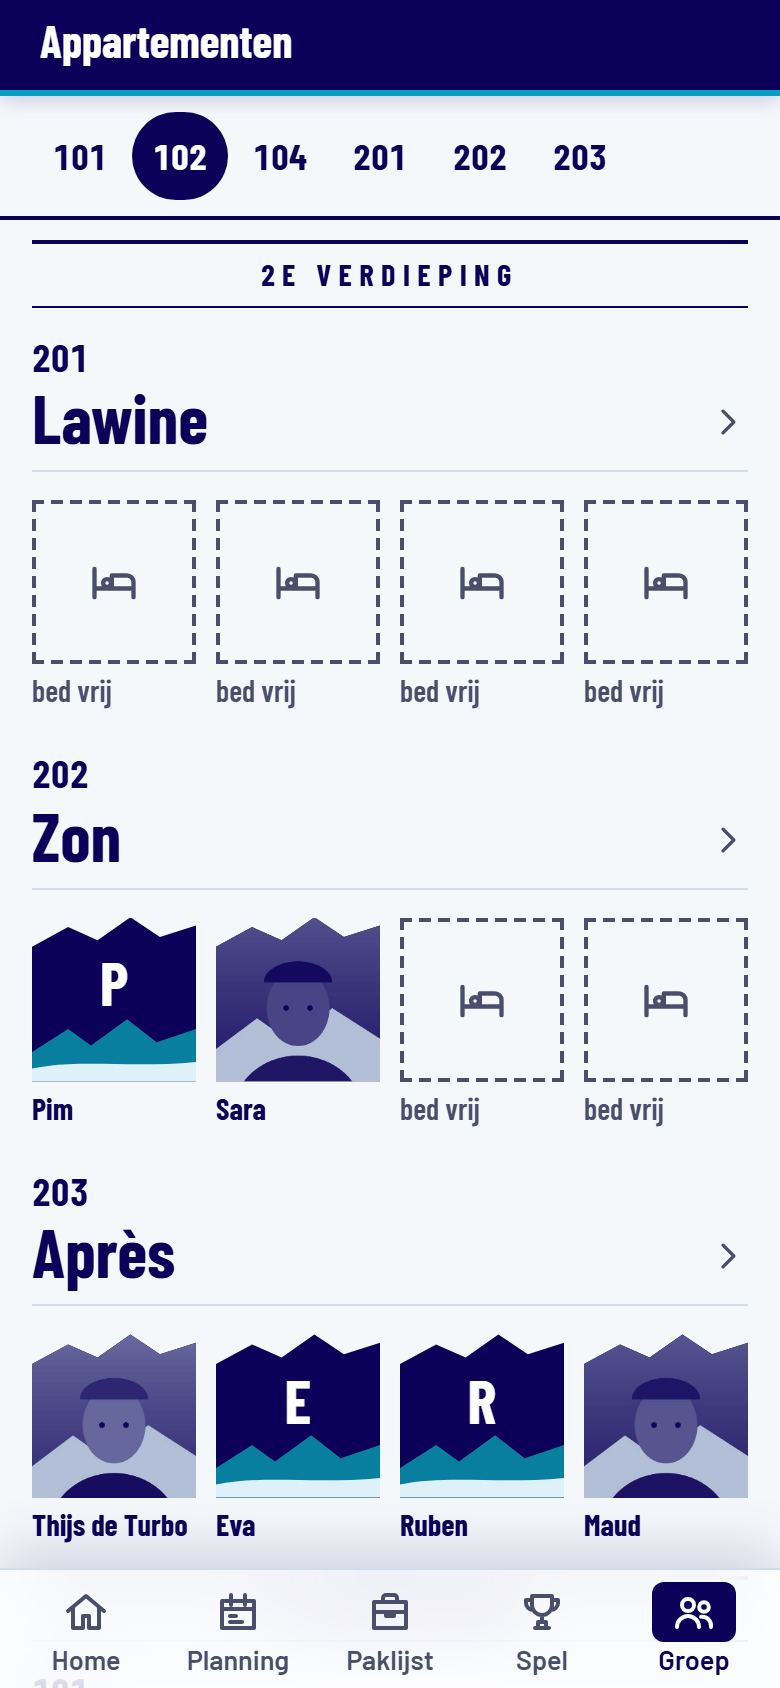 Appartementen
101 102 104 201 202 203
2E VERDIEPING
201
Lawine
bed vrij bed vrij bed vrij bed vrij
202
Zon
P
Pim Sara bed vrij bed vrij
203
Après
E R
Thijs de Turbo Eva Ruben Maud
Home Planning Paklijst Spel Groep